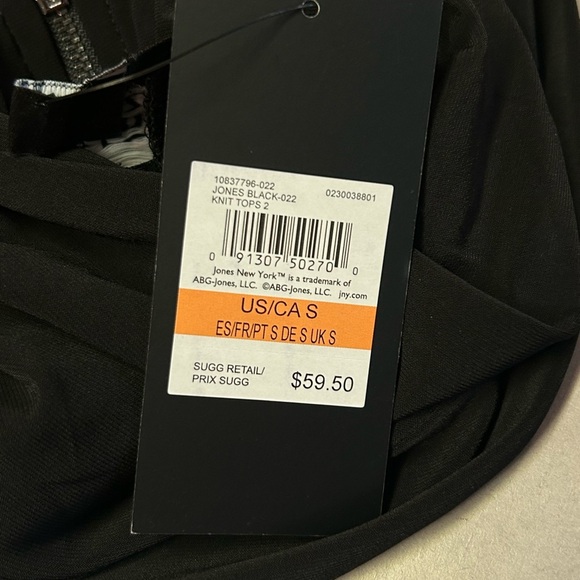 10837796-022
JONES BLACK-022 0230038801
KNIT TOPS 2
0 91307 50270 0
Jones New York™ is a trademark of
ABG-Jones, LLC. ©ABG-Jones, LLC. jny.com
US/CA S
ES/FR/PT S DE S UK S
SUGG RETAIL/
PRIX SUGG $59.50